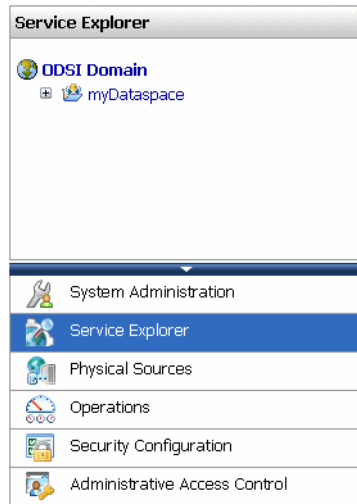 Service Explorer
ODSI Domain
myDataspace
System Administration
Service Explorer
Physical Sources
Operations
Security Configuration
Administrative Access Control